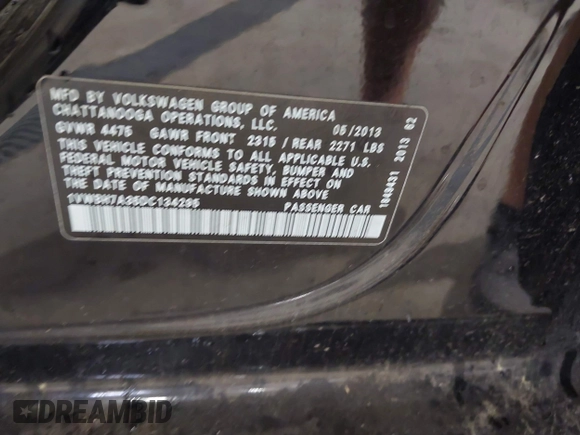 MFD BY VOLKSWAGEN GROUP OF AMERICA
CHATTANOOGA OPERATIONS, LLC. 05/2013
GVWR 4475 GAWR FRONT 2315 / REAR 2271 LBS
THIS VEHICLE CONFORMS TO ALL APPLICABLE U.S.
FEDERAL MOTOR VEHICLE SAFETY, BUMPER AND
THEFT PREVENTION STANDARDS IN EFFECT ON
THE DATE OF MANUFACTURE SHOWN ABOVE
PASSENGER CAR
2013 62
DREAMBID